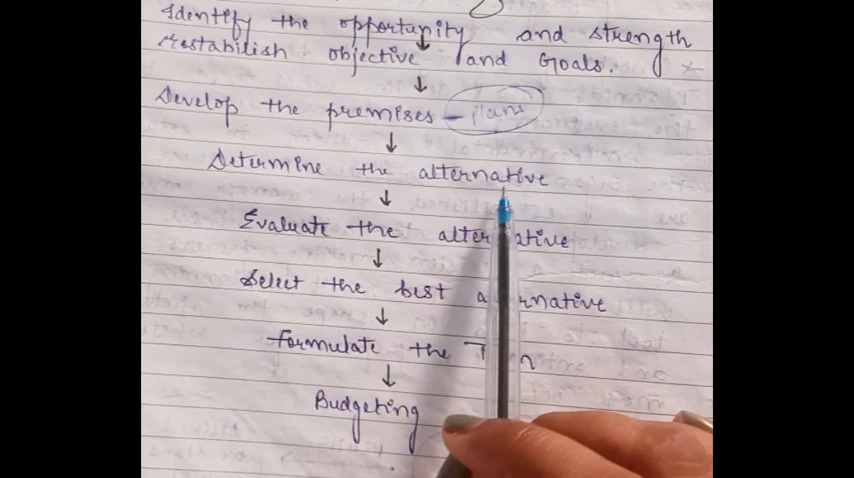 Identify the opportunity and strength
Establish objective and Goals.
↓
Develop the premises - Plans
↓
Determine the alternative
↓
Evaluate the alternative
↓
Select the best alternative
↓
formulate the
↓
Budgeting